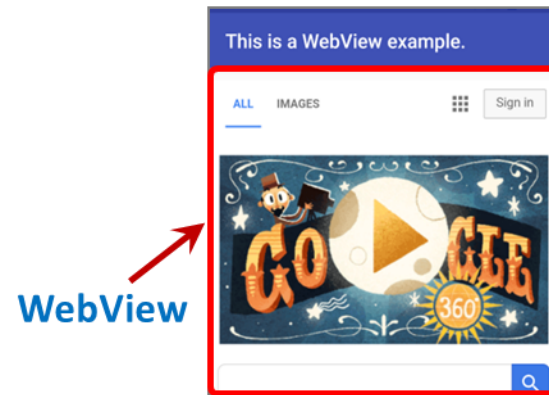 This is a WebView example.
ALL IMAGES Sign in
GOOGLE
360°
WebView